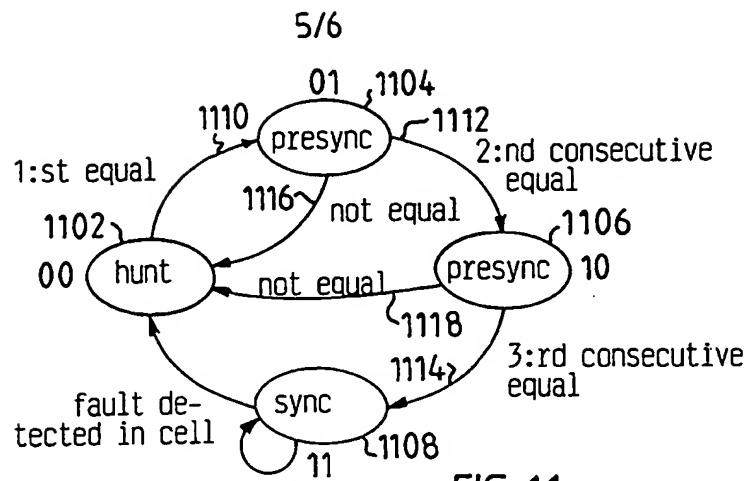 5/6
01
1104
1110
presync
1112
1:st equal
2:nd consecutive
equal
1116
not equal
1102
1106
00
hunt
not equal
presync
10
1118
1114
3:rd consecutive
equal
fault de-
tected in cell
sync
11
1108
FIG. 11